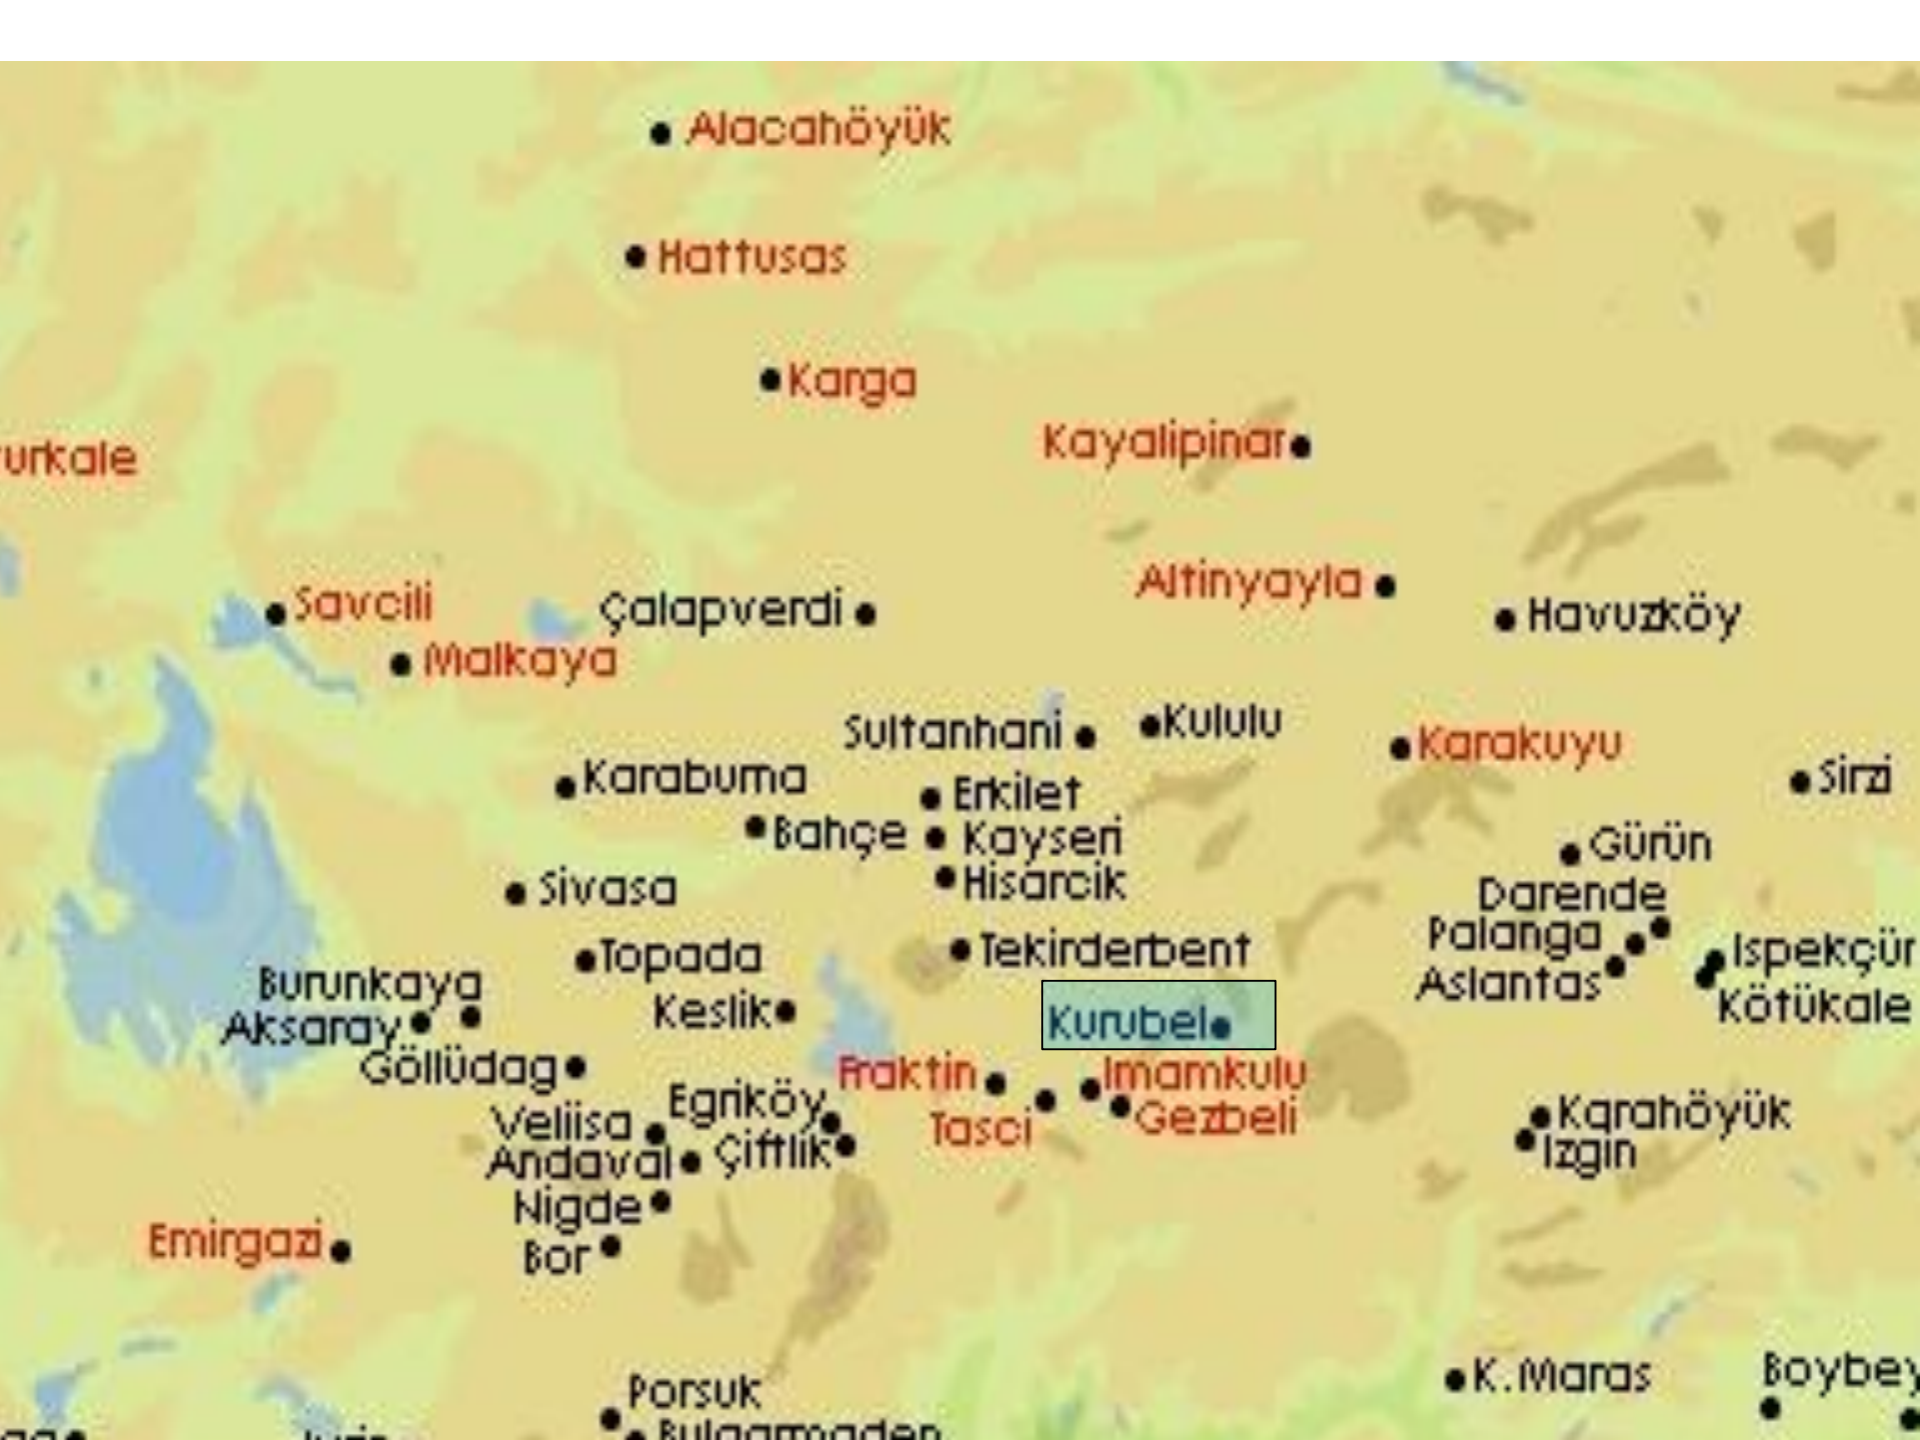 Alacahöyük
Hattusas
Karga
Kayalipinar
urkale
Altinyayla
Savcili
Çalapverdi
Havuzköy
Malkaya
Sultanhani
Kululu
Karakuyu
Karaburna
Erkilet
Sirzi
Bahçe
Kayseri
Gürün
Sivasa
Hisarcik
Darende
Topada
Tekirderbent
Palanga
Ispekçür
Burunkaya
Aslantas
Keslik
Kurubel
Kötükale
Aksaray
Göllüdag
Fraktin
Imamkulu
Egriköy
Veliisa
Tasci
Gezbeli
Karahöyük
Andaval
Çiftlik
Izgin
Nigde
Emirgazi
Bor
Porsuk
K.Maras
Boybey
Bulgarmaden